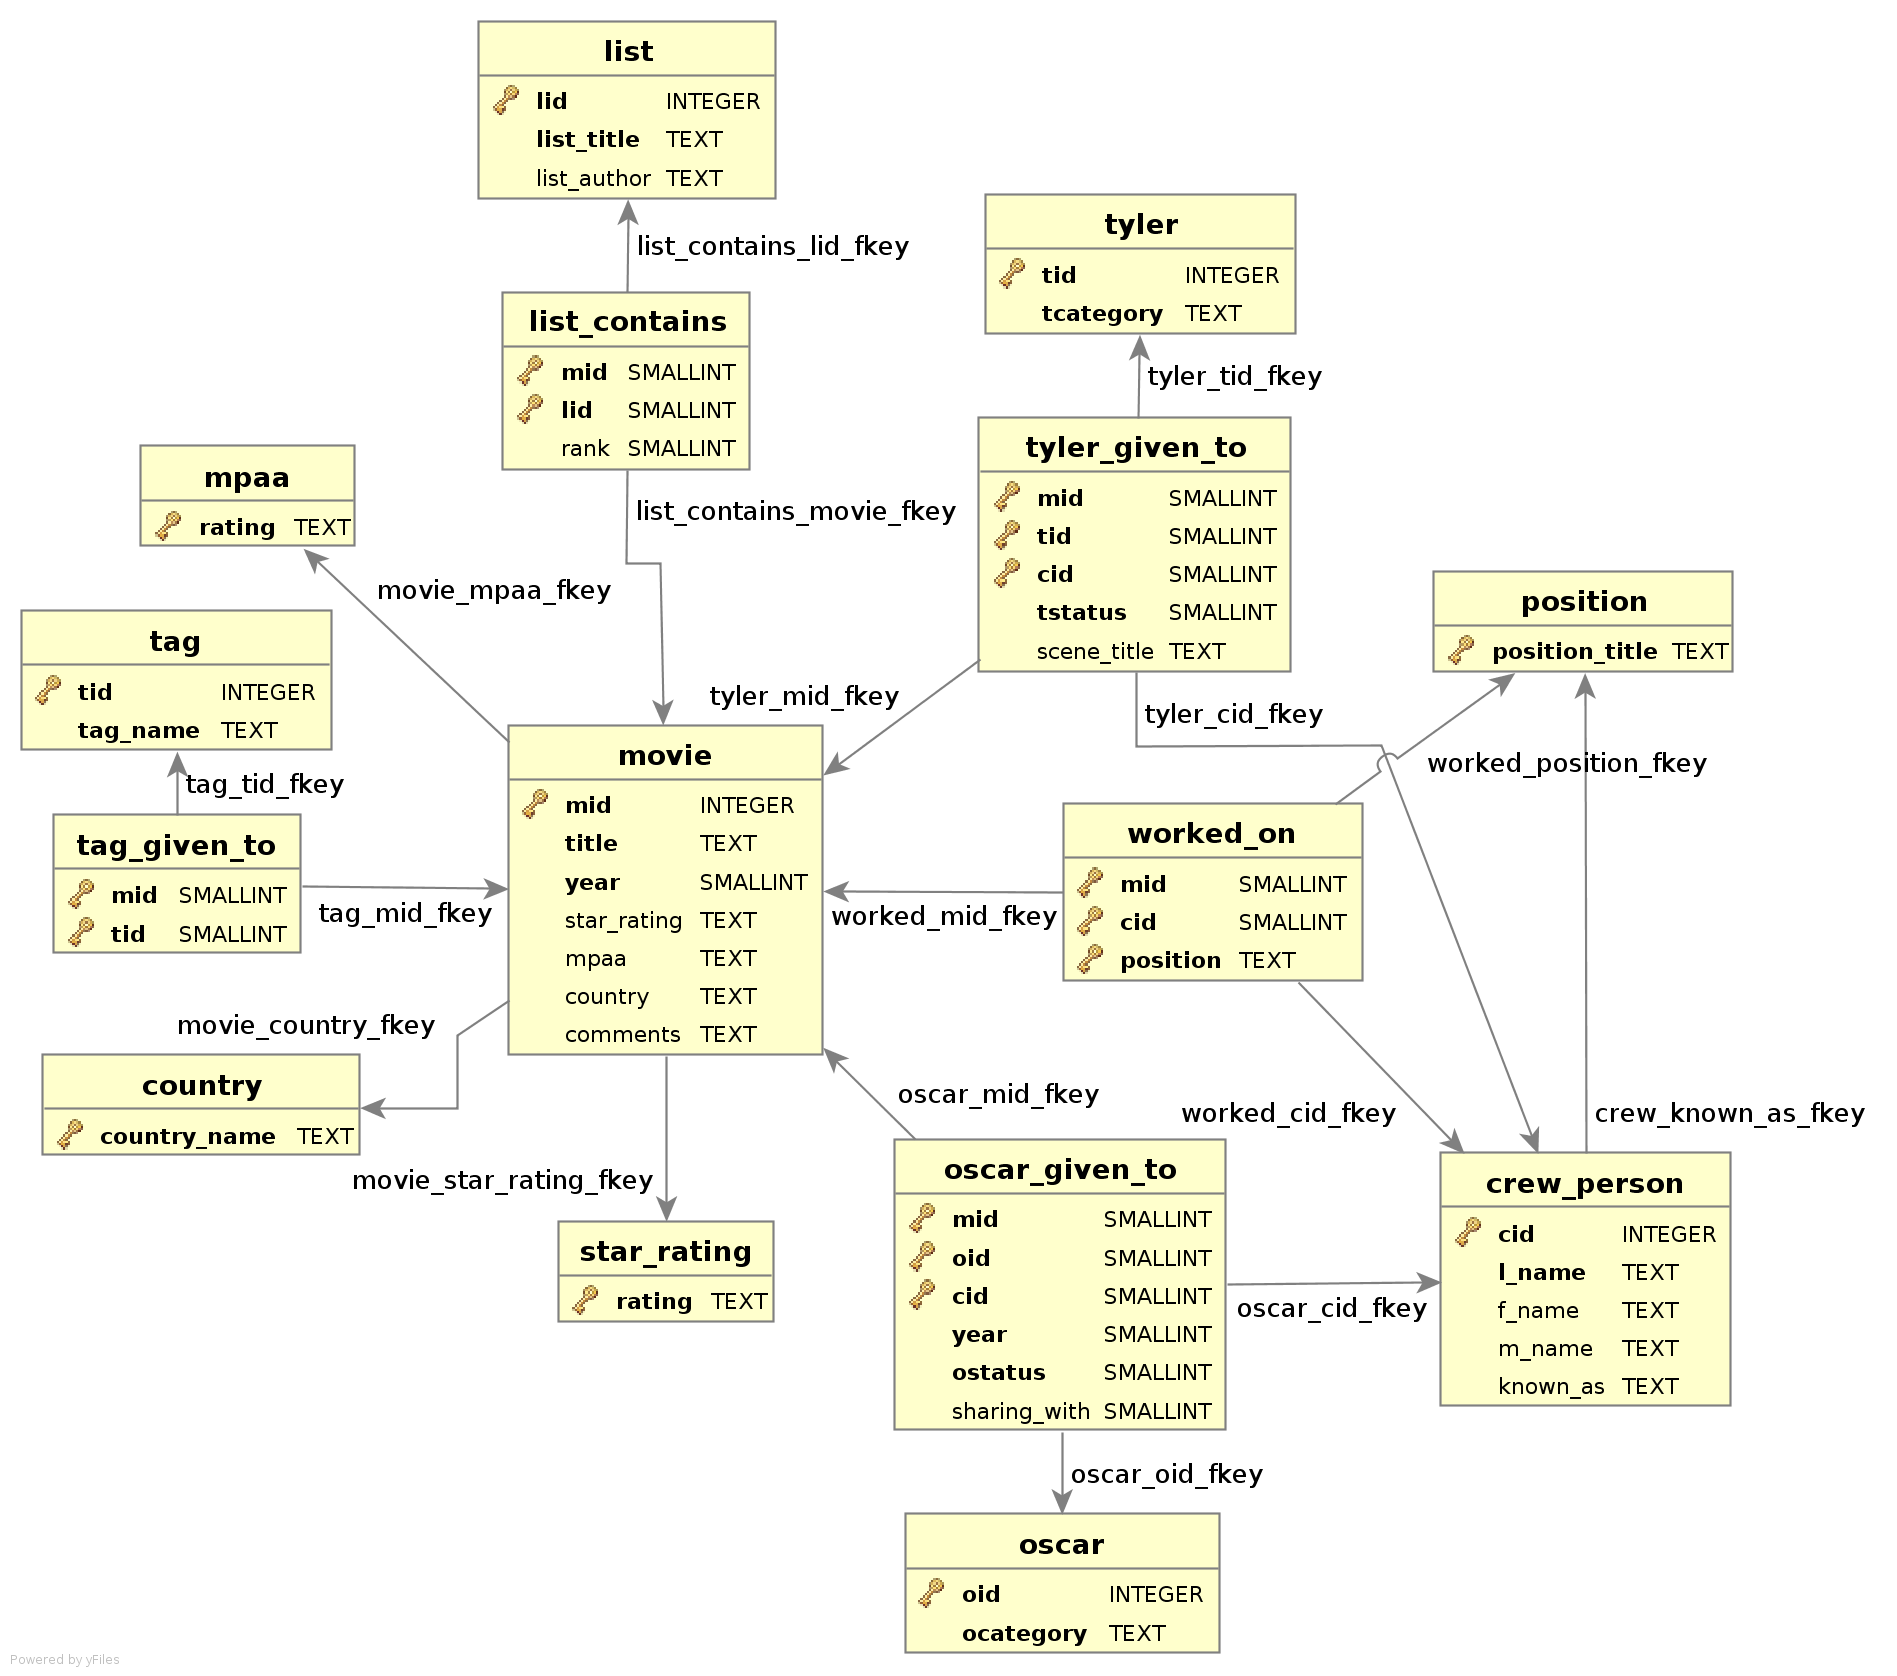 list
lid INTEGER
list_title TEXT
list_author TEXT
list_contains_lid_fkey
tyler
tid INTEGER
tcategory TEXT
list_contains
mid SMALLINT
lid SMALLINT
rank SMALLINT
tyler_tid_fkey
mpaa
rating TEXT
list_contains_movie_fkey
tyler_given_to
mid SMALLINT
tid SMALLINT
cid SMALLINT
tstatus SMALLINT
scene_title TEXT
movie_mpaa_fkey
position
position_title TEXT
tag
tid INTEGER
tag_name TEXT
tyler_mid_fkey
tyler_cid_fkey
worked_position_fkey
tag_tid_fkey
movie
mid INTEGER
title TEXT
year SMALLINT
star_rating TEXT
mpaa TEXT
country TEXT
comments TEXT
tag_given_to
mid SMALLINT
tid SMALLINT
tag_mid_fkey
worked_mid_fkey
worked_on
mid SMALLINT
cid SMALLINT
position TEXT
movie_country_fkey
country
country_name TEXT
oscar_mid_fkey
worked_cid_fkey
crew_known_as_fkey
movie_star_rating_fkey
star_rating
rating TEXT
oscar_given_to
mid SMALLINT
oid SMALLINT
cid SMALLINT
year SMALLINT
ostatus SMALLINT
sharing_with SMALLINT
oscar_cid_fkey
crew_person
cid INTEGER
l_name TEXT
f_name TEXT
m_name TEXT
known_as TEXT
oscar_oid_fkey
oscar
oid INTEGER
ocategory TEXT
Powered by yFiles